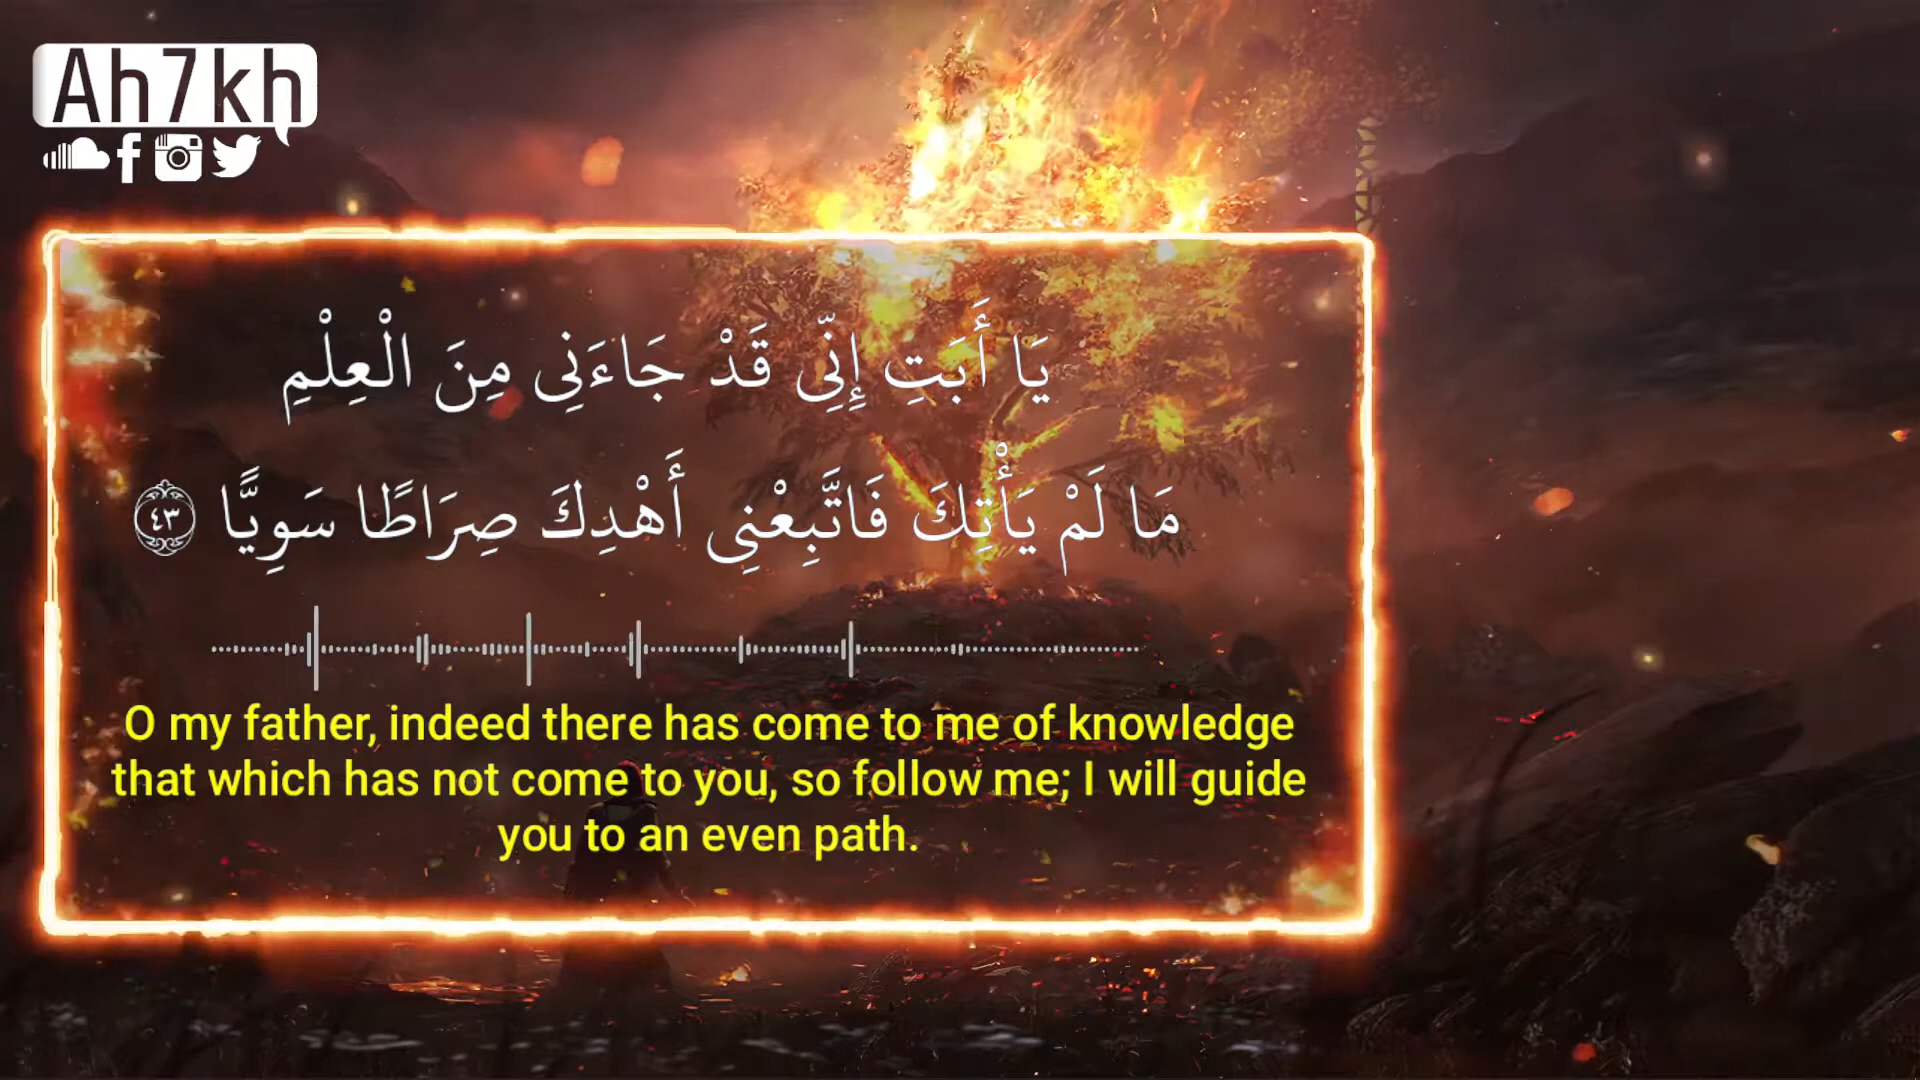 Ah7kh
يَا أَبَتِ إِنِّى قَدْ جَاءَنِى مِنَ الْعِلْمِ
مَا لَمْ يَأْتِكَ فَاتَّبِعْنِى أَهْدِكَ صِرَاطًا سَوِيًّا ٤٣
O my father, indeed there has come to me of knowledge
that which has not come to you, so follow me; I will guide
you to an even path.